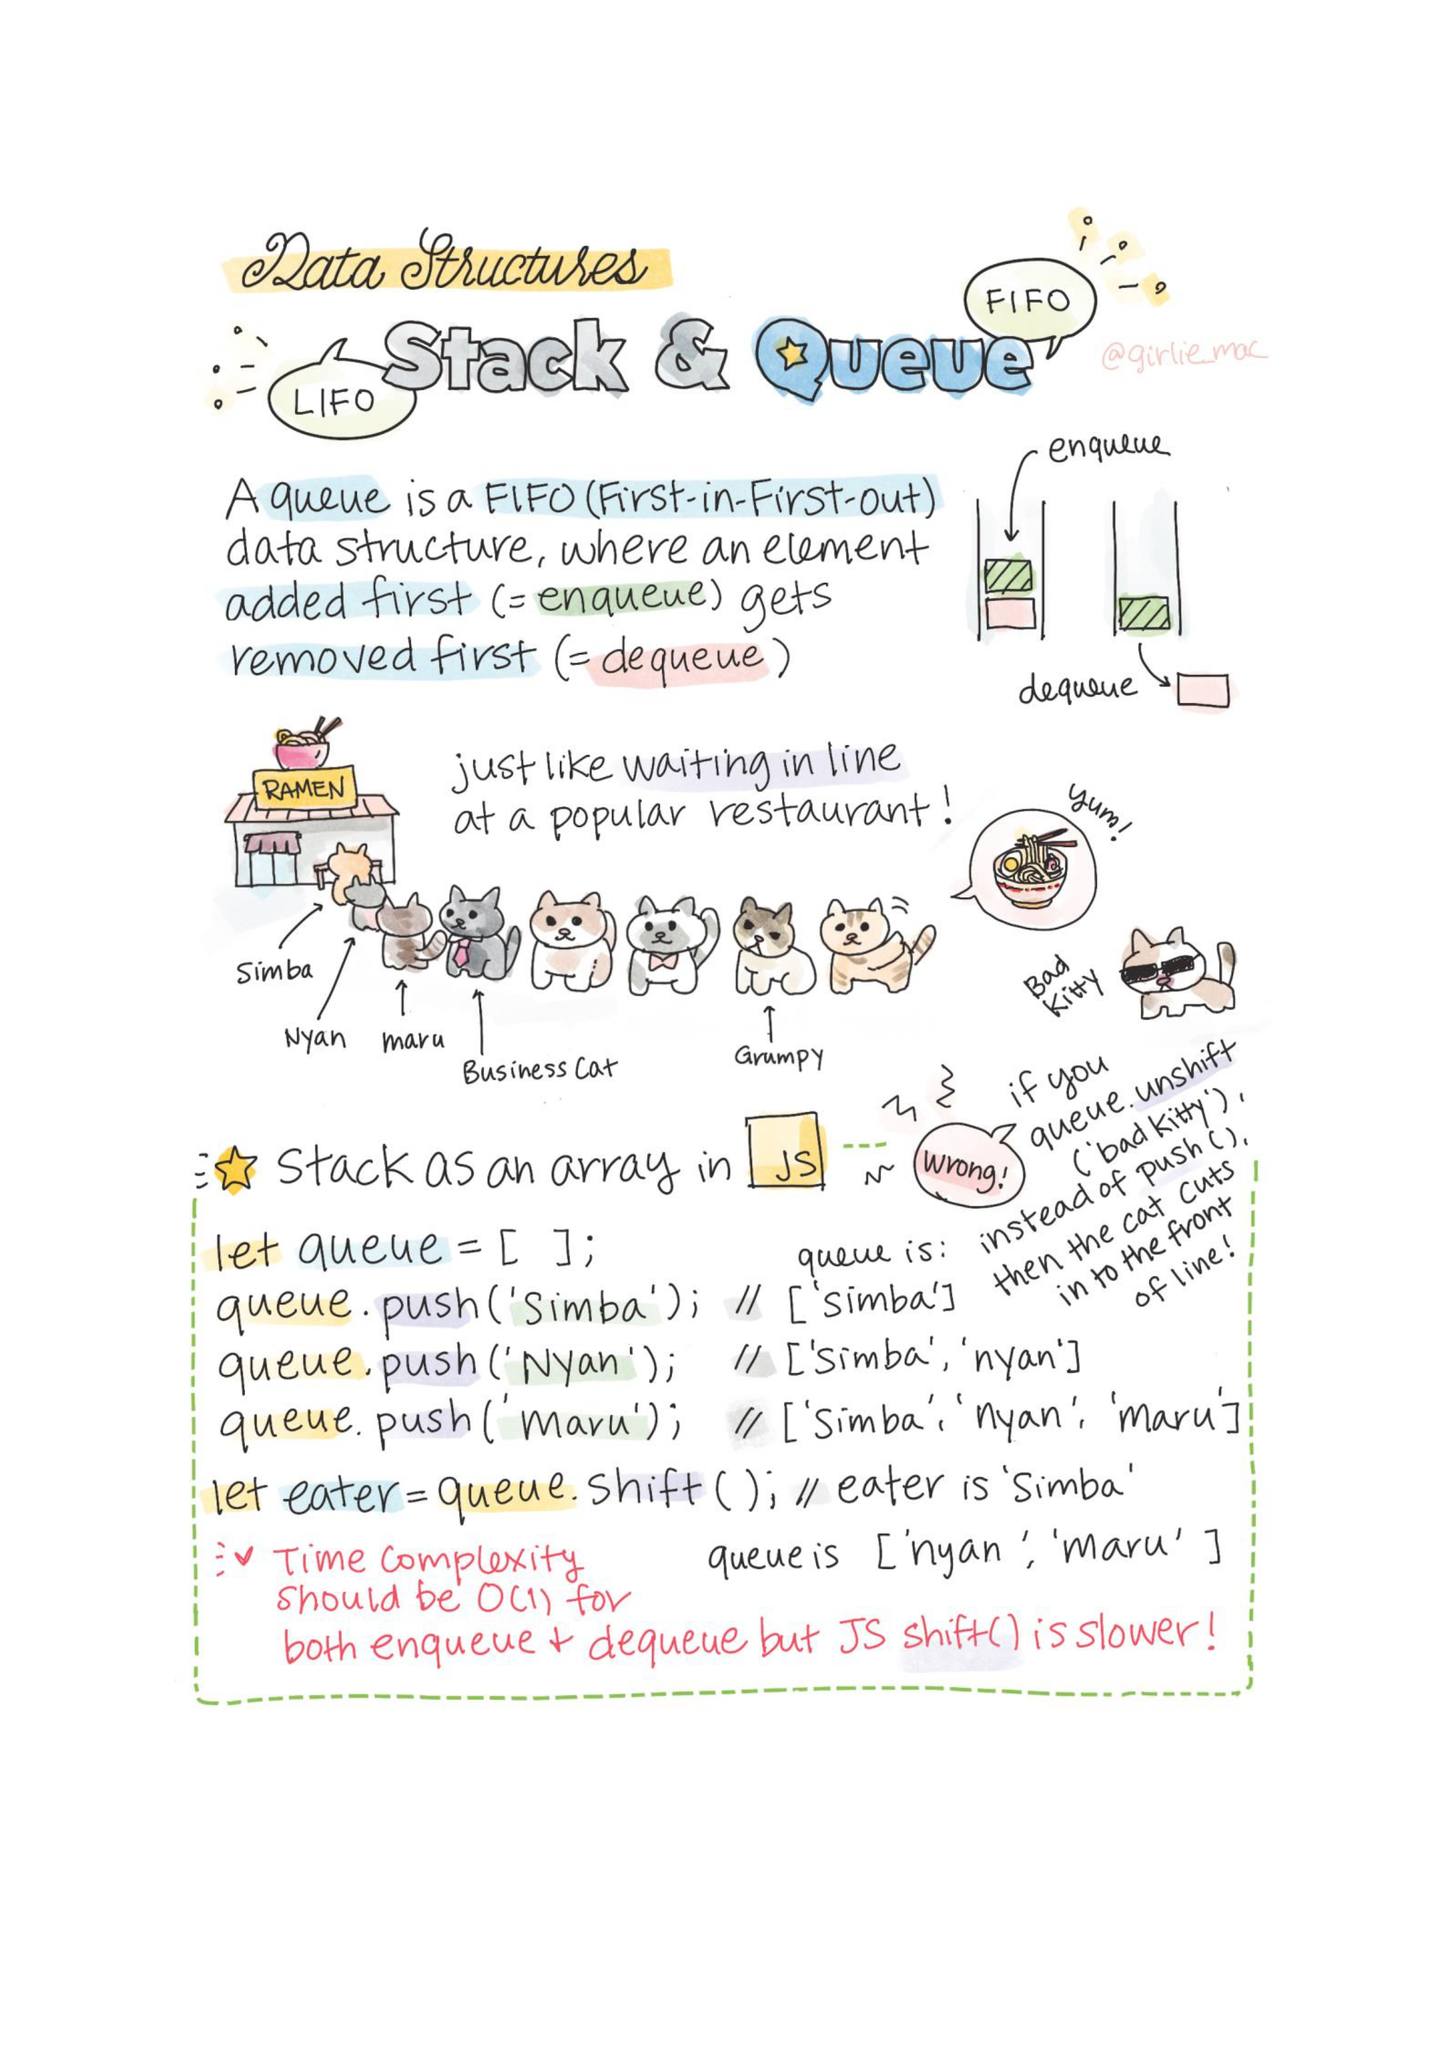 Data Structures
Stack & Queue
LIFO
FIFO
@girlie_mac
A queue is a FIFO (First-in-First-out)
data structure, where an element
added first (= enqueue) gets
removed first (= dequeue)
enqueue
dequeue
RAMEN
just like waiting in line
at a popular restaurant!
yum!
Simba
Nyan
maru
Business Cat
Grumpy
Bad
Kitty
Wrong!
if you
queue.unshift
('bad kitty'),
instead of push(),
then the cat cuts
in to the front
of line!
Stack as an array in JS
let queue = [ ];
queue is:
queue.push('Simba'); // ['simba']
queue.push('Nyan'); // ['simba', 'nyan']
queue.push('maru'); // ['simba', 'nyan', 'maru']
let eater = queue.shift(); // eater is 'simba'
queue is ['nyan', 'maru']
Time complexity
should be O(1) for
both enqueue + dequeue but JS shift() is slower!